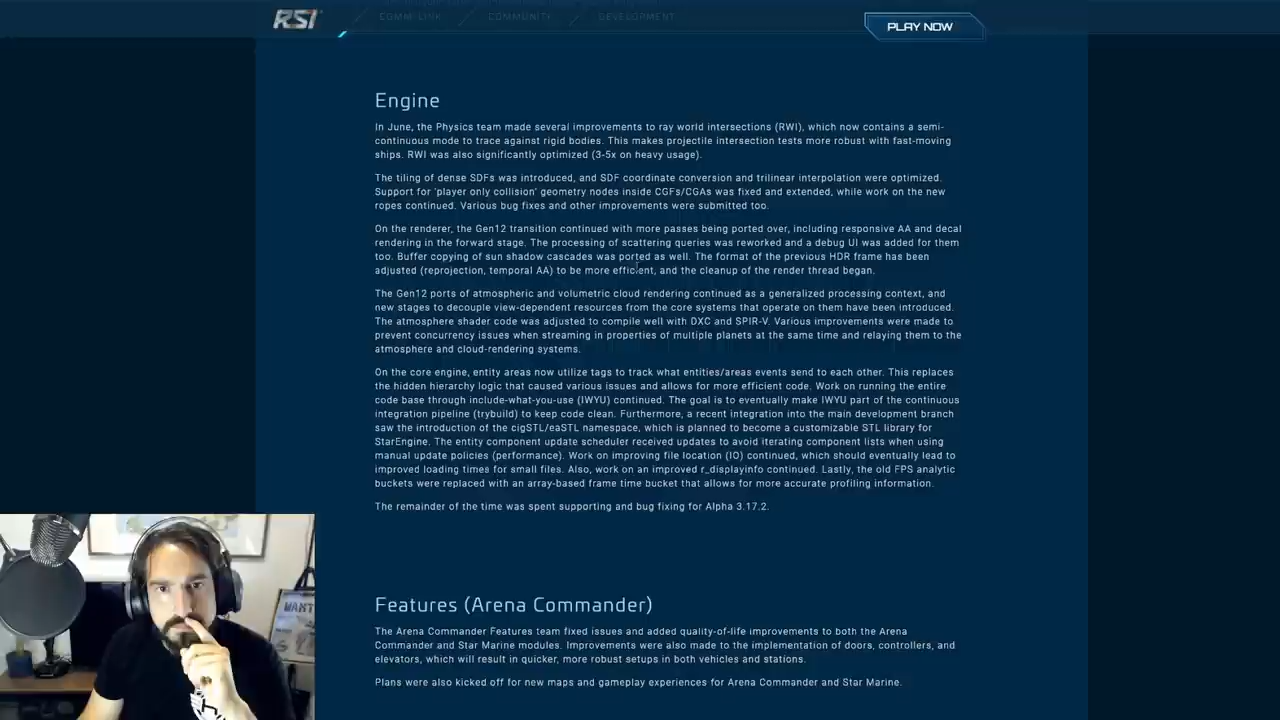 RSI
COMM-LINK
COMMUNITY
DEVELOPMENT
PLAY NOW
Engine
In June, the Physics team made several improvements to ray world intersections (RWI), which now contains a semi-
continuous mode to trace against rigid bodies. This makes projectile intersection tests more robust with fast-moving
ships. RWI was also significantly optimized (3-5x on heavy usage).
The tiling of dense SDFs was introduced, and SDF coordinate conversion and trilinear interpolation were optimized.
Support for 'player only collision' geometry nodes inside CGFs/CGAs was fixed and extended, while work on the new
ropes continued. Various bug fixes and other improvements were submitted too.
On the renderer, the Gen12 transition continued with more passes being ported over, including responsive AA and decal
rendering in the forward stage. The processing of scattering queries was reworked and a debug UI was added for them
too. Buffer copying of sun shadow cascades was ported as well. The format of the previous HDR frame has been
adjusted (reprojection, temporal AA) to be more efficient, and the cleanup of the render thread began.
The Gen12 ports of atmospheric and volumetric cloud rendering continued as a generalized processing context, and
new stages to decouple view-dependent resources from the core systems that operate on them have been introduced.
The atmosphere shader code was adjusted to compile well with DXC and SPIR-V. Various improvements were made to
prevent concurrency issues when streaming in properties of multiple planets at the same time and relaying them to the
atmosphere and cloud-rendering systems.
On the core engine, entity areas now utilize tags to track what entities/areas events send to each other. This replaces
the hidden hierarchy logic that caused various issues and allows for more efficient code. Work on running the entire
code base through include-what-you-use (IWYU) continued. The goal is to eventually make IWYU part of the continuous
integration pipeline (trybuild) to keep code clean. Furthermore, a recent integration into the main development branch
saw the introduction of the cigSTL/eaSTL namespace, which is planned to become a customizable STL library for
StarEngine. The entity component update scheduler received updates to avoid iterating component lists when using
manual update policies (performance). Work on improving file location (IO) continued, which should eventually lead to
improved loading times for small files. Also, work on an improved r_displayinfo continued. Lastly, the old FPS analytic
buckets were replaced with an array-based frame time bucket that allows for more accurate profiling information.
The remainder of the time was spent supporting and bug fixing for Alpha 3.17.2.
Features (Arena Commander)
The Arena Commander Features team fixed issues and added quality-of-life improvements to both the Arena
Commander and Star Marine modules. Improvements were also made to the implementation of doors, controllers, and
elevators, which will result in quicker, more robust setups in both vehicles and stations.
Plans were also kicked off for new maps and gameplay experiences for Arena Commander and Star Marine.